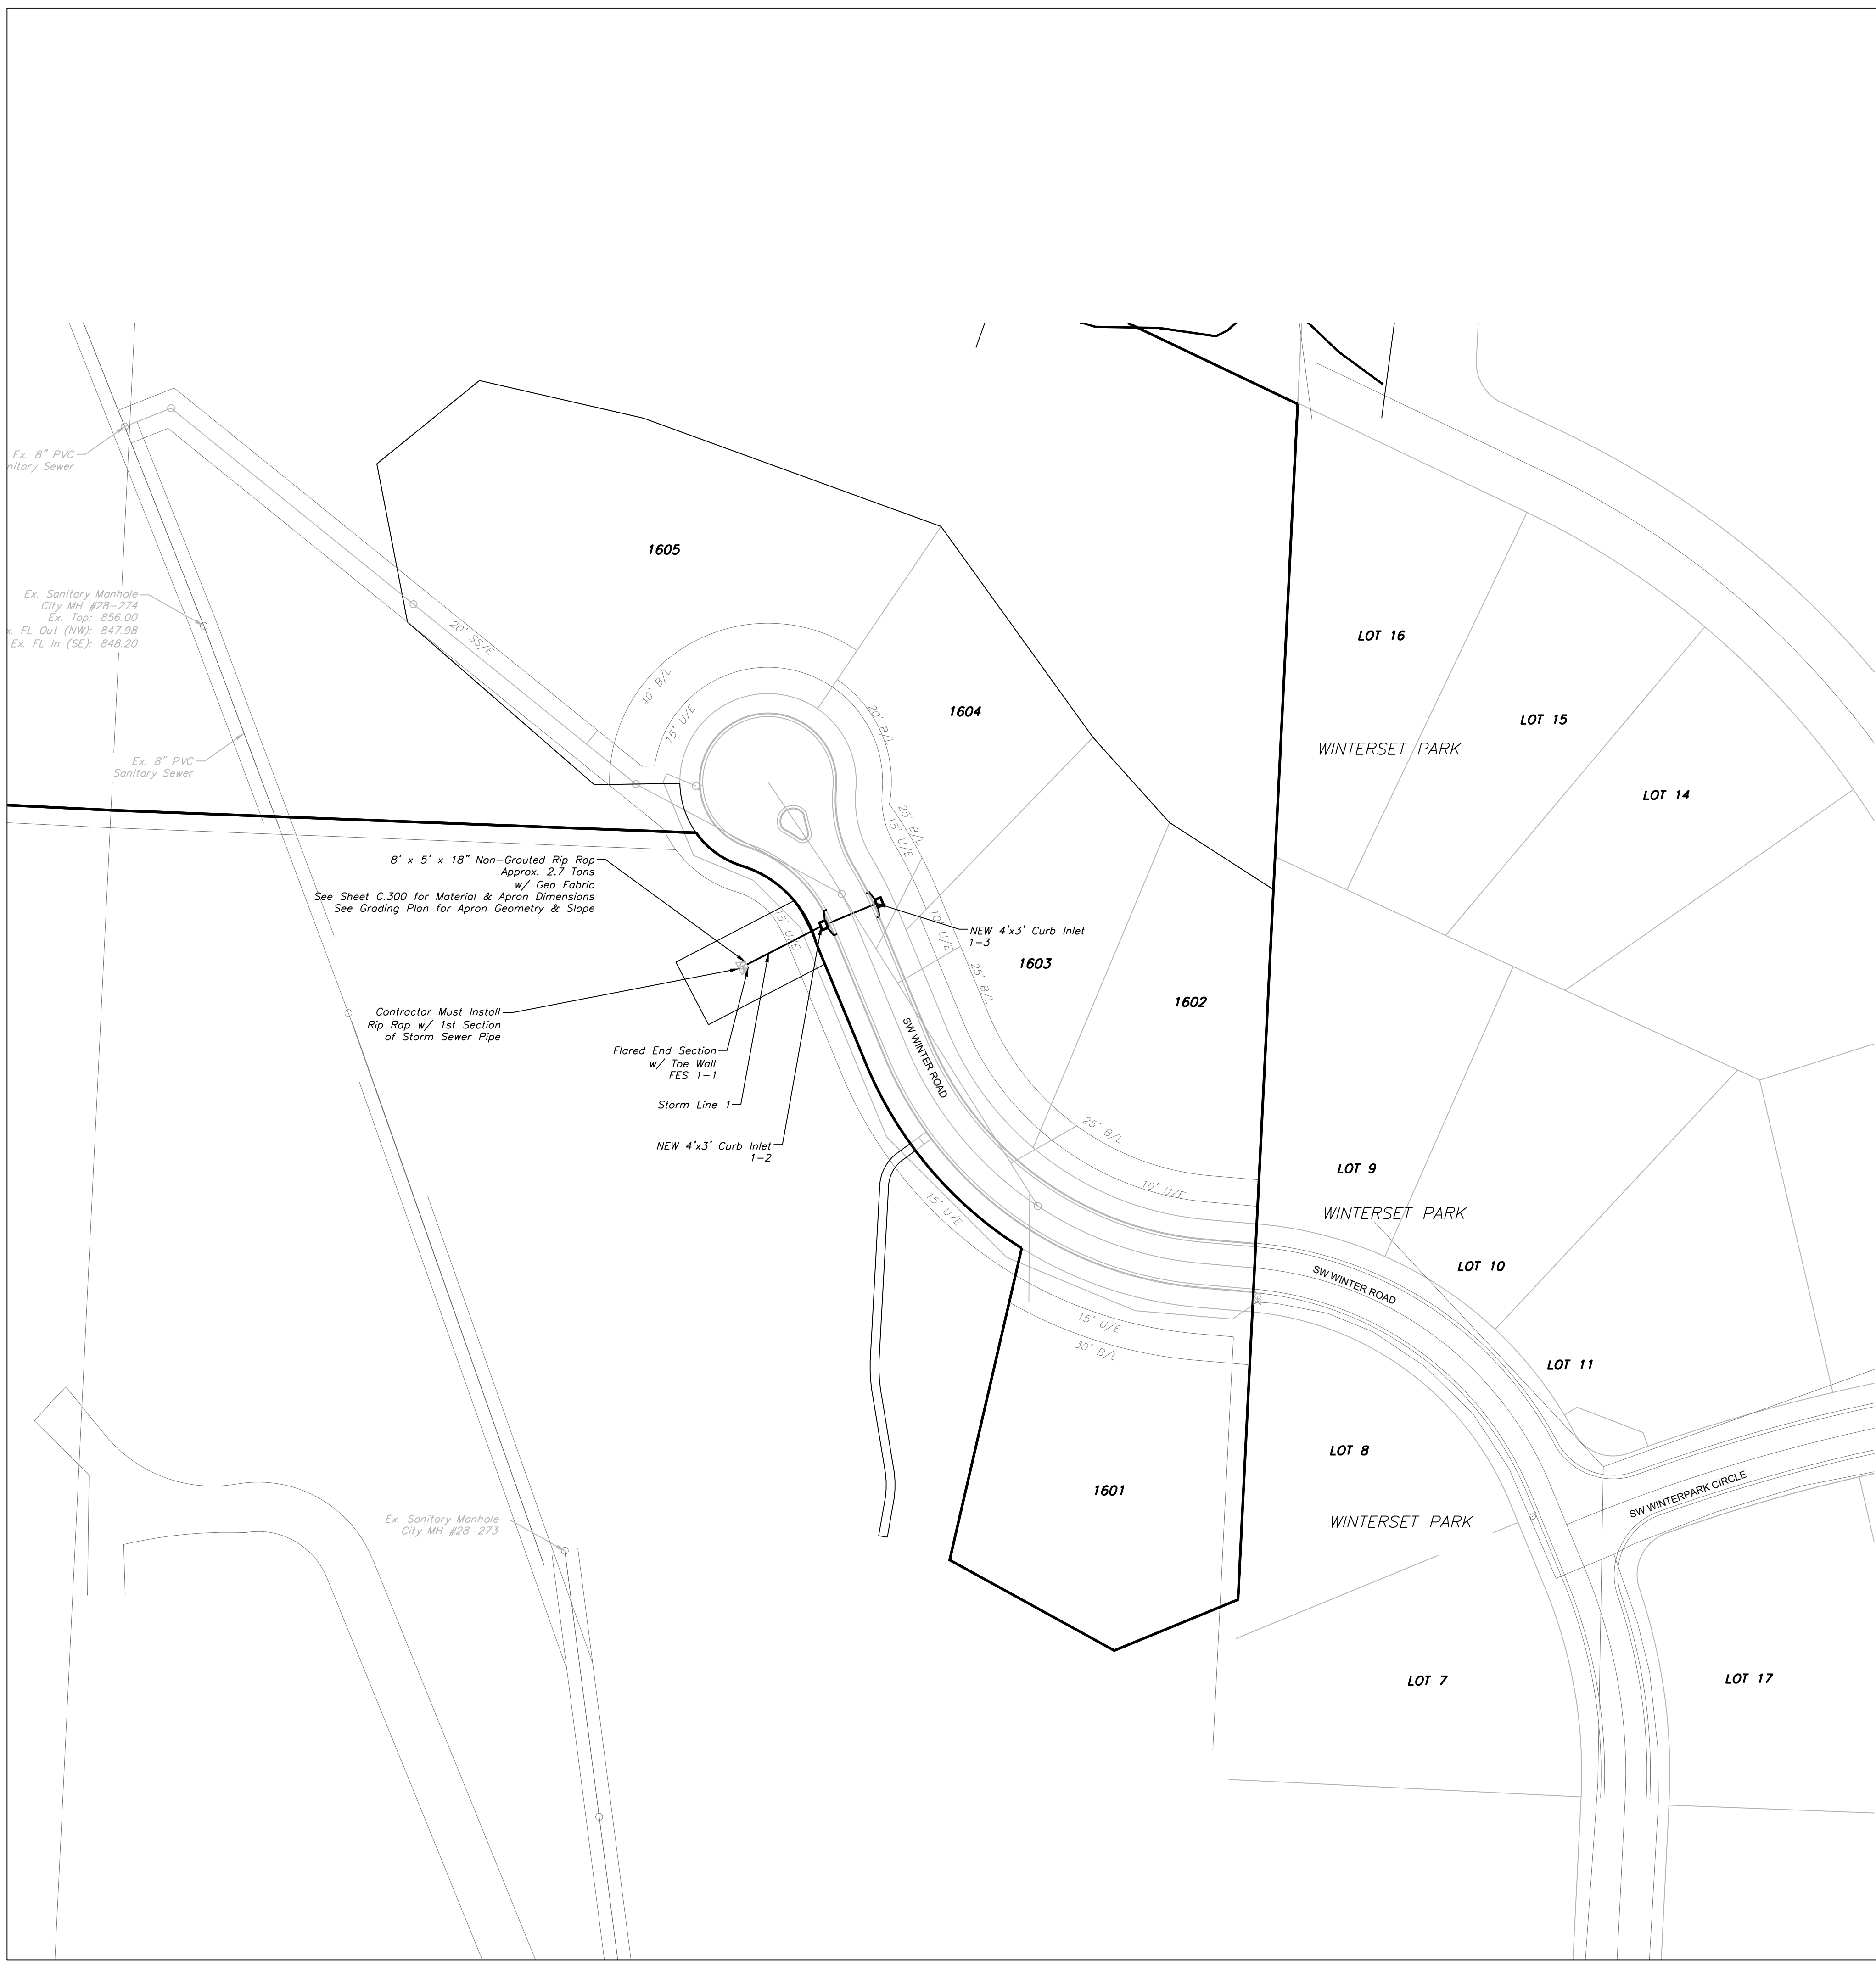 Ex. 8" PVC
nitary Sewer
1605
Ex. Sanitary Manhole
City MH #28-274
Ex. Top: 856.00
x. FL Out (NW): 847.98
Ex. FL In (SE): 848.20
20' SS/E
LOT 16
40' B/L
15' U/E
20' B/L
1604
LOT 15
WINTERSET PARK
Ex. 8" PVC
Sanitary Sewer
LOT 14
25' B/L
15' U/E
8' x 5' x 18" Non-Grouted Rip Rap
Approx. 2.7 Tons
w/ Geo Fabric
See Sheet C.300 for Material & Apron Dimensions
See Grading Plan for Apron Geometry & Slope
15' U/E
10' U/E
NEW 4'x3' Curb Inlet
1-3
1603
25' B/L
1602
Contractor Must Install
Rip Rap w/ 1st Section
of Storm Sewer Pipe
SW WINTER ROAD
Flared End Section
w/ Toe Wall
FES 1-1
Storm Line 1
NEW 4'x3' Curb Inlet
1-2
25' B/L
LOT 9
10' U/E
15' U/E
WINTERSET PARK
LOT 10
SW WINTER ROAD
15' U/E
30' B/L
LOT 11
LOT 8
1601
SW WINTERPARK CIRCLE
Ex. Sanitary Manhole
City MH #28-273
WINTERSET PARK
LOT 7
LOT 17